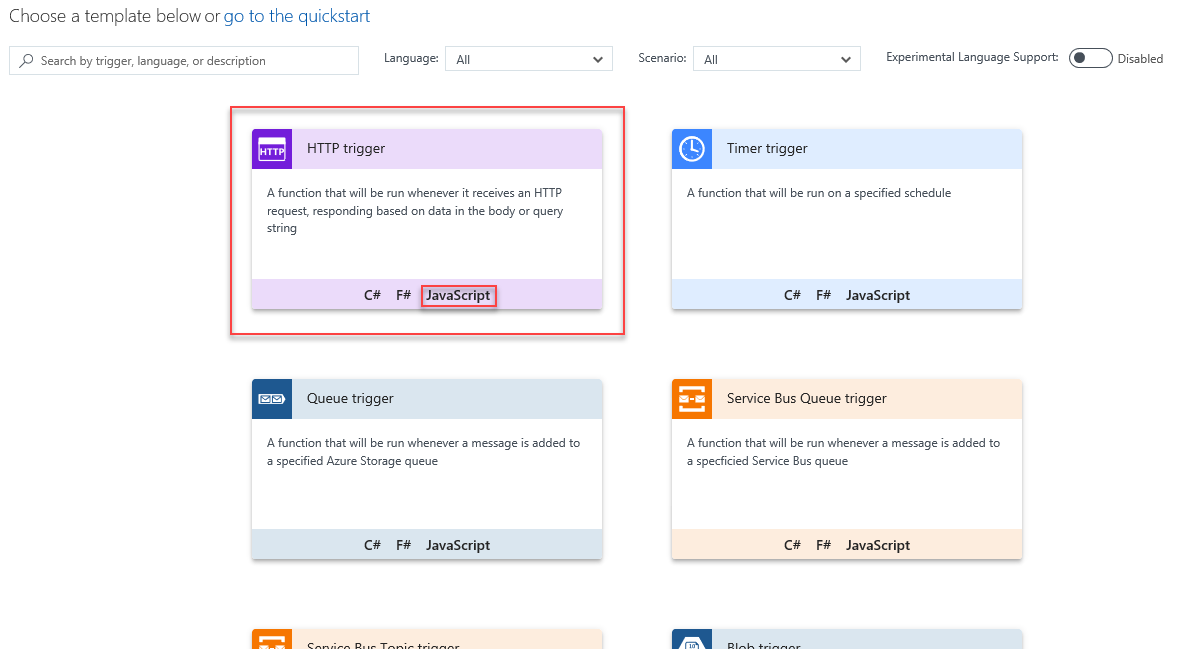 Choose a template below or go to the quickstart
Search by trigger, language, or description
Language: All
Scenario: All
Experimental Language Support: Disabled
HTTP
HTTP trigger
A function that will be run whenever it receives an HTTP
request, responding based on data in the body or query
string
C# F# JavaScript
Timer trigger
A function that will be run on a specified schedule
C# F# JavaScript
Queue trigger
A function that will be run whenever a message is added to
a specified Azure Storage queue
C# F# JavaScript
Service Bus Queue trigger
A function that will be run whenever a message is added to
a specficied Service Bus queue
C# F# JavaScript
Service Bus Topic trigger
Blob trigger